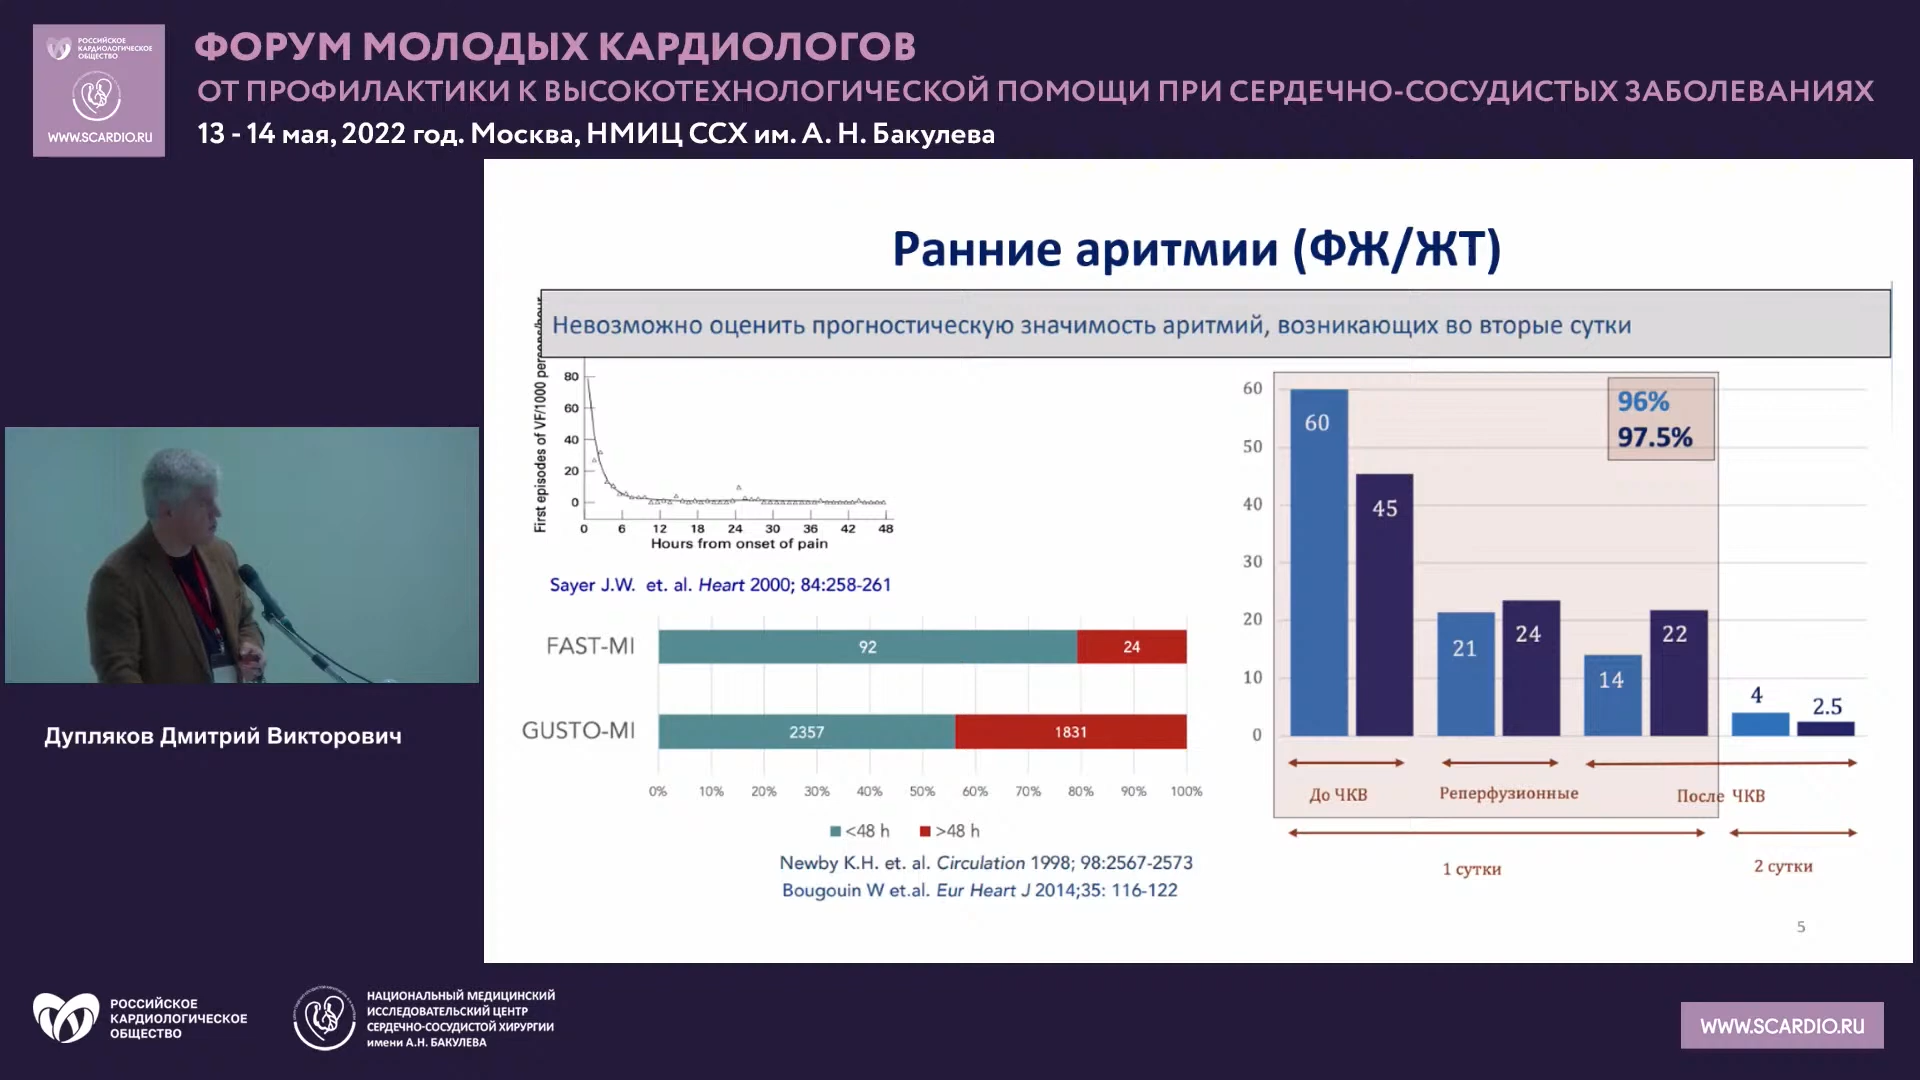 РОССИЙСКОЕ
КАРДИОЛОГИЧЕСКОЕ
ОБЩЕСТВО
WWW.SCARDIO.RU
ФОРУМ МОЛОДЫХ КАРДИОЛОГОВ
ОТ ПРОФИЛАКТИКИ К ВЫСОКОТЕХНОЛОГИЧЕСКОЙ ПОМОЩИ ПРИ СЕРДЕЧНО-СОСУДИСТЫХ ЗАБОЛЕВАНИЯХ
13 - 14 мая, 2022 год. Москва, НМИЦ ССХ им. А. Н. Бакулева
Ранние аритмии (ФЖ/ЖТ)
Невозможно оценить прогностическую значимость аритмий, возникающих во вторые сутки
First episodes of VF/1000 persons/hour
80
60
40
20
0
0 6 12 18 24 30 36 42 48
Hours from onset of pain
Sayer J.W. et. al. Heart 2000; 84:258-261
FAST-MI 92 24
GUSTO-MI 2357 1831
0% 10% 20% 30% 40% 50% 60% 70% 80% 90% 100%
<48 h >48 h
Newby K.H. et. al. Circulation 1998; 98:2567-2573
Bougouin W et.al. Eur Heart J 2014;35: 116-122
60
50
40
30
20
10
0
96%
97.5%
60 45 21 24 14 22 4 2.5
До ЧКВ Реперфузионные После ЧКВ
1 сутки 2 сутки
5
Дупляков Дмитрий Викторович
РОССИЙСКОЕ
КАРДИОЛОГИЧЕСКОЕ
ОБЩЕСТВО
НАЦИОНАЛЬНЫЙ МЕДИЦИНСКИЙ
ИССЛЕДОВАТЕЛЬСКИЙ ЦЕНТР
СЕРДЕЧНО-СОСУДИСТОЙ ХИРУРГИИ
имени А.Н. БАКУЛЕВА
WWW.SCARDIO.RU